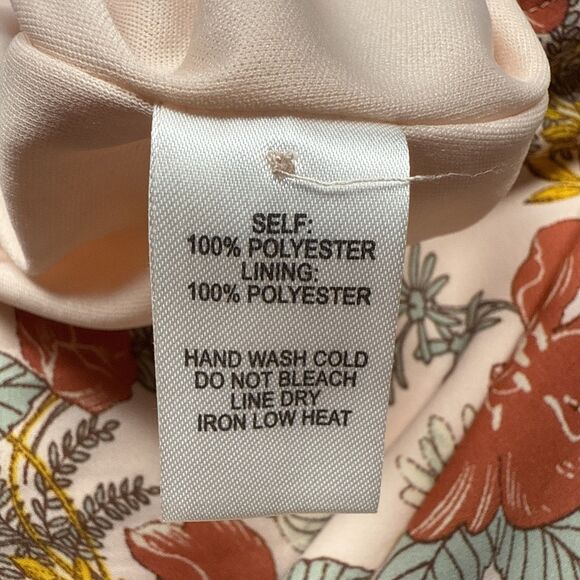 SELF:
100% POLYESTER
LINING:
100% POLYESTER
HAND WASH COLD
DO NOT BLEACH
LINE DRY
IRON LOW HEAT